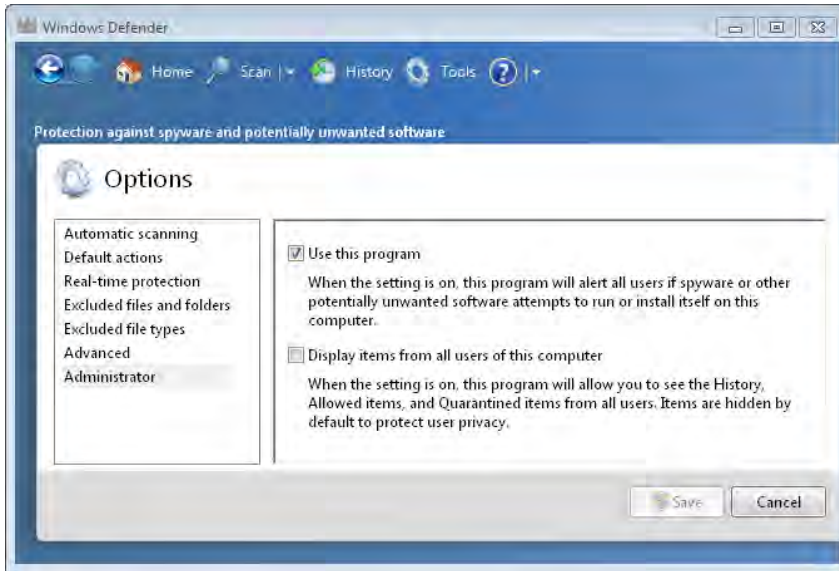 Windows Defender
Home Scan History Tools ?
Protection against spyware and potentially unwanted software
Options
Automatic scanning
Default actions
Real-time protection
Excluded files and folders
Excluded file types
Advanced
Administrator
Use this program
When the setting is on, this program will alert all users if spyware or other
potentially unwanted software attempts to run or install itself on this
computer.
Display items from all users of this computer
When the setting is on, this program will allow you to see the History,
Allowed items, and Quarantined items from all users. Items are hidden by
default to protect user privacy.
Save Cancel